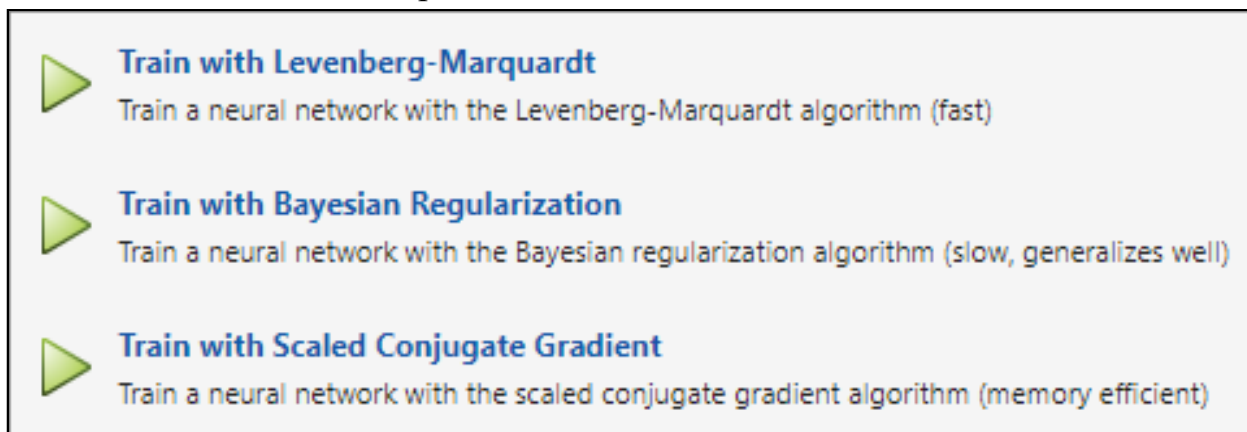 Train with Levenberg-Marquardt
Train a neural network with the Levenberg-Marquardt algorithm (fast)
Train with Bayesian Regularization
Train a neural network with the Bayesian regularization algorithm (slow, generalizes well)
Train with Scaled Conjugate Gradient
Train a neural network with the scaled conjugate gradient algorithm (memory efficient)